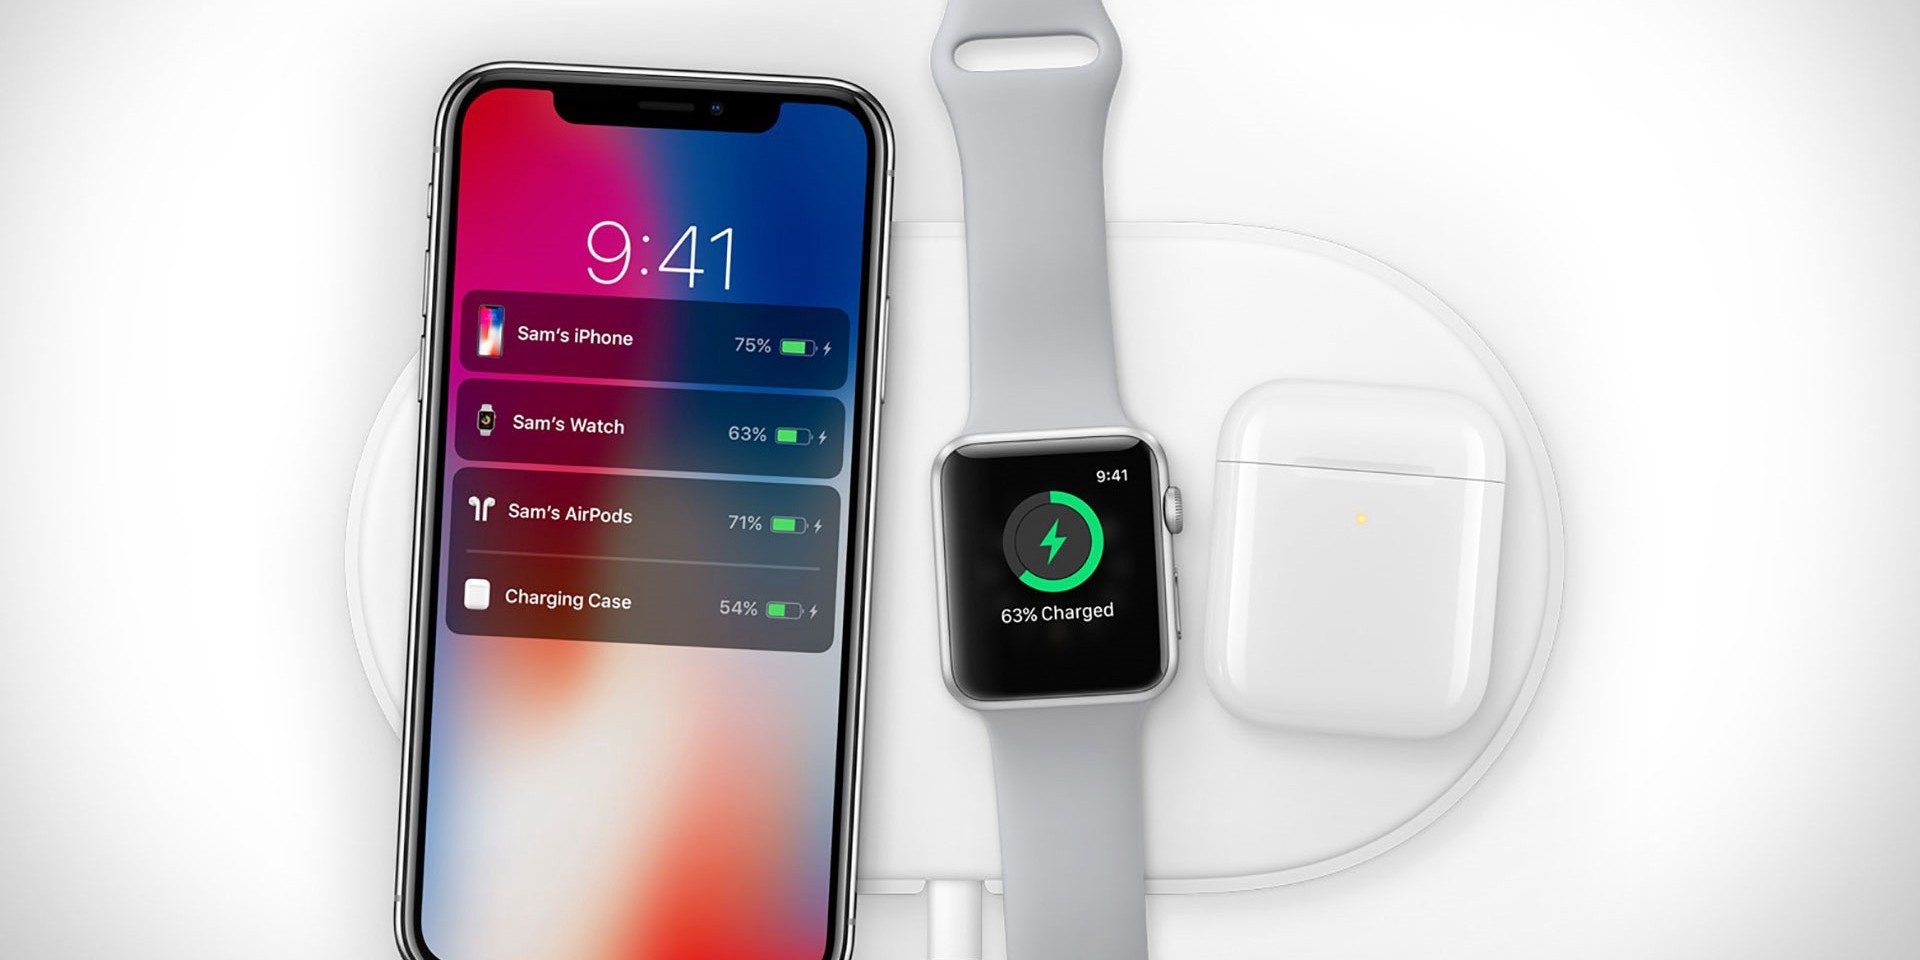 9:41
Sam's iPhone 75%
Sam's Watch 63%
Sam's AirPods 71%
Charging Case 54%
9:41
63% Charged